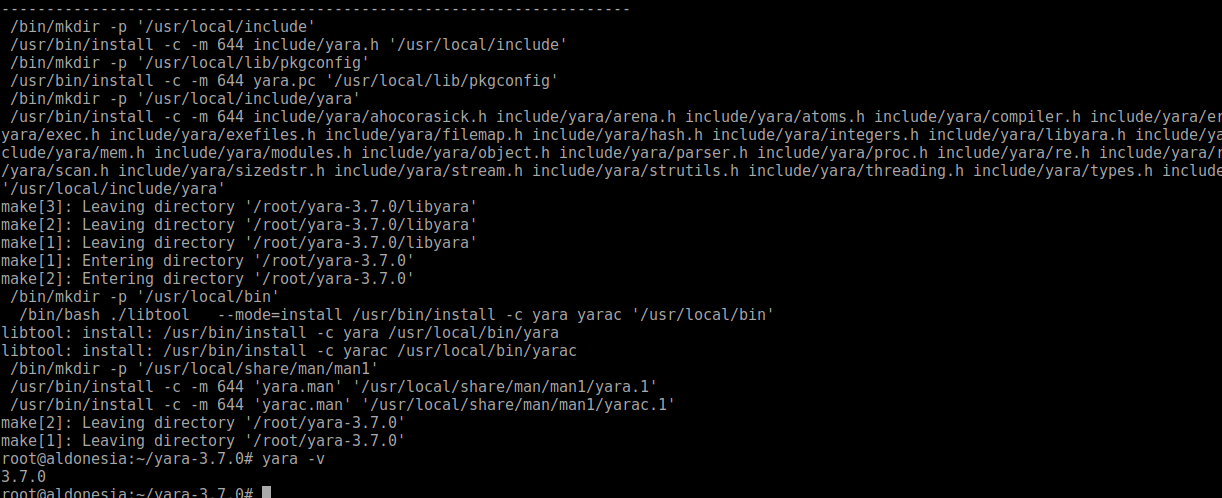 ----------------------------------------------------------------------
 /bin/mkdir -p '/usr/local/include'
 /usr/bin/install -c -m 644 include/yara.h '/usr/local/include'
 /bin/mkdir -p '/usr/local/lib/pkgconfig'
 /usr/bin/install -c -m 644 yara.pc '/usr/local/lib/pkgconfig'
 /bin/mkdir -p '/usr/local/include/yara'
 /usr/bin/install -c -m 644 include/yara/ahocorasick.h include/yara/arena.h include/yara/atoms.h include/yara/compiler.h include/yara/er
yara/exec.h include/yara/exefiles.h include/yara/filemap.h include/yara/hash.h include/yara/integers.h include/yara/libyara.h include/ya
clude/yara/mem.h include/yara/modules.h include/yara/object.h include/yara/parser.h include/yara/proc.h include/yara/re.h include/yara/r
/yara/scan.h include/yara/sizedstr.h include/yara/stream.h include/yara/strutils.h include/yara/threading.h include/yara/types.h include
'/usr/local/include/yara'
make[3]: Leaving directory '/root/yara-3.7.0/libyara'
make[2]: Leaving directory '/root/yara-3.7.0/libyara'
make[1]: Leaving directory '/root/yara-3.7.0/libyara'
make[1]: Entering directory '/root/yara-3.7.0'
make[2]: Entering directory '/root/yara-3.7.0'
 /bin/mkdir -p '/usr/local/bin'
  /bin/bash ./libtool   --mode=install /usr/bin/install -c yara yarac '/usr/local/bin'
libtool: install: /usr/bin/install -c yara /usr/local/bin/yara
libtool: install: /usr/bin/install -c yarac /usr/local/bin/yarac
 /bin/mkdir -p '/usr/local/share/man/man1'
 /usr/bin/install -c -m 644 'yara.man' '/usr/local/share/man/man1/yara.1'
 /usr/bin/install -c -m 644 'yarac.man' '/usr/local/share/man/man1/yarac.1'
make[2]: Leaving directory '/root/yara-3.7.0'
make[1]: Leaving directory '/root/yara-3.7.0'
root@aldonesia:~/yara-3.7.0# yara -v
3.7.0
root@aldonesia:~/yara-3.7.0#